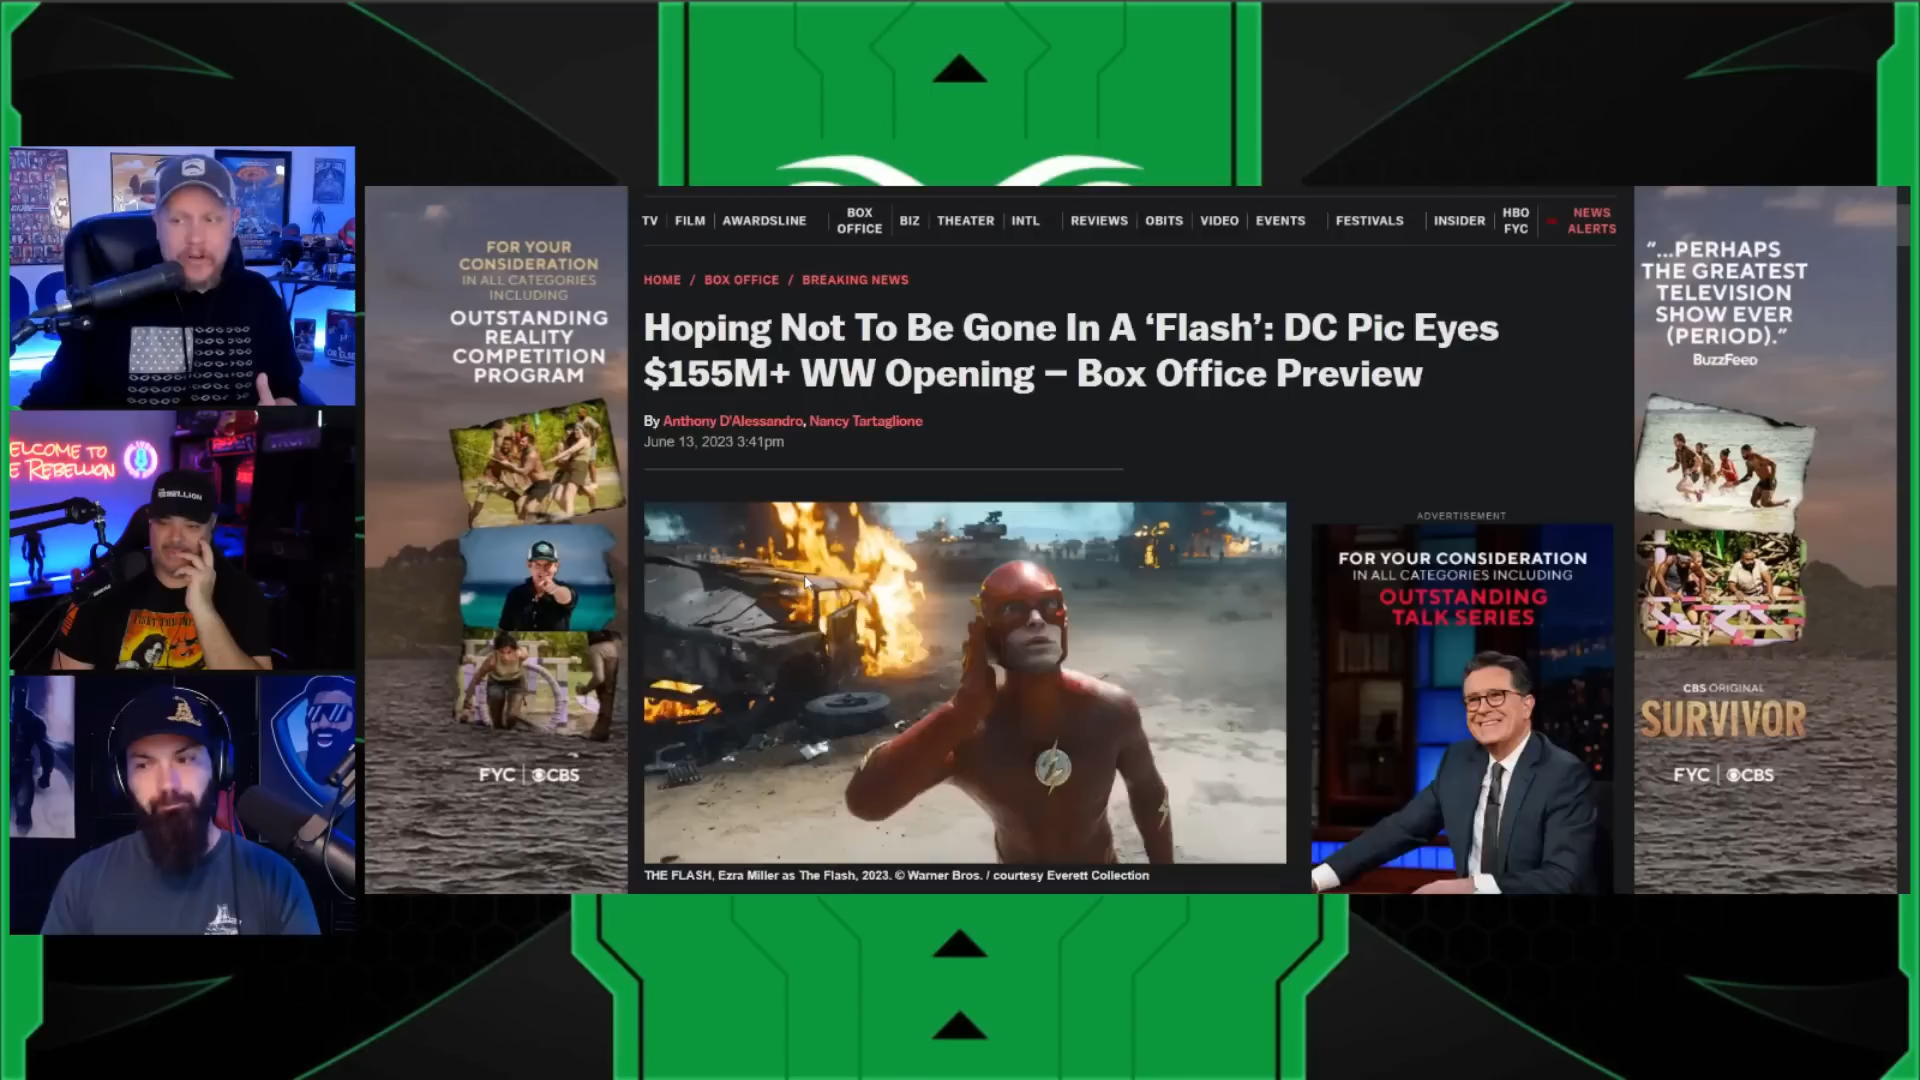 TV
FILM
AWARDSLINE
BOX
OFFICE
BIZ
THEATER
INTL
REVIEWS
OBITS
VIDEO
EVENTS
FESTIVALS
INSIDER
HBO
FYC
NEWS
ALERTS
HOME / BOX OFFICE / BREAKING NEWS
Hoping Not To Be Gone In A ‘Flash’: DC Pic Eyes
$155M+ WW Opening – Box Office Preview
By Anthony D'Alessandro, Nancy Tartaglione
June 13, 2023 3:41pm
THE FLASH, Ezra Miller as The Flash, 2023. © Warner Bros. / courtesy Everett Collection
FOR YOUR
CONSIDERATION
IN ALL CATEGORIES
INCLUDING
OUTSTANDING
REALITY
COMPETITION
PROGRAM
FYC | CBS
ADVERTISEMENT
FOR YOUR CONSIDERATION
IN ALL CATEGORIES INCLUDING
OUTSTANDING
TALK SERIES
“...PERHAPS
THE GREATEST
TELEVISION
SHOW EVER
(PERIOD).”
BuzzFeed
CBS ORIGINAL
SURVIVOR
FYC | CBS
OR ELSE
ELCOME TO
E REBELLION